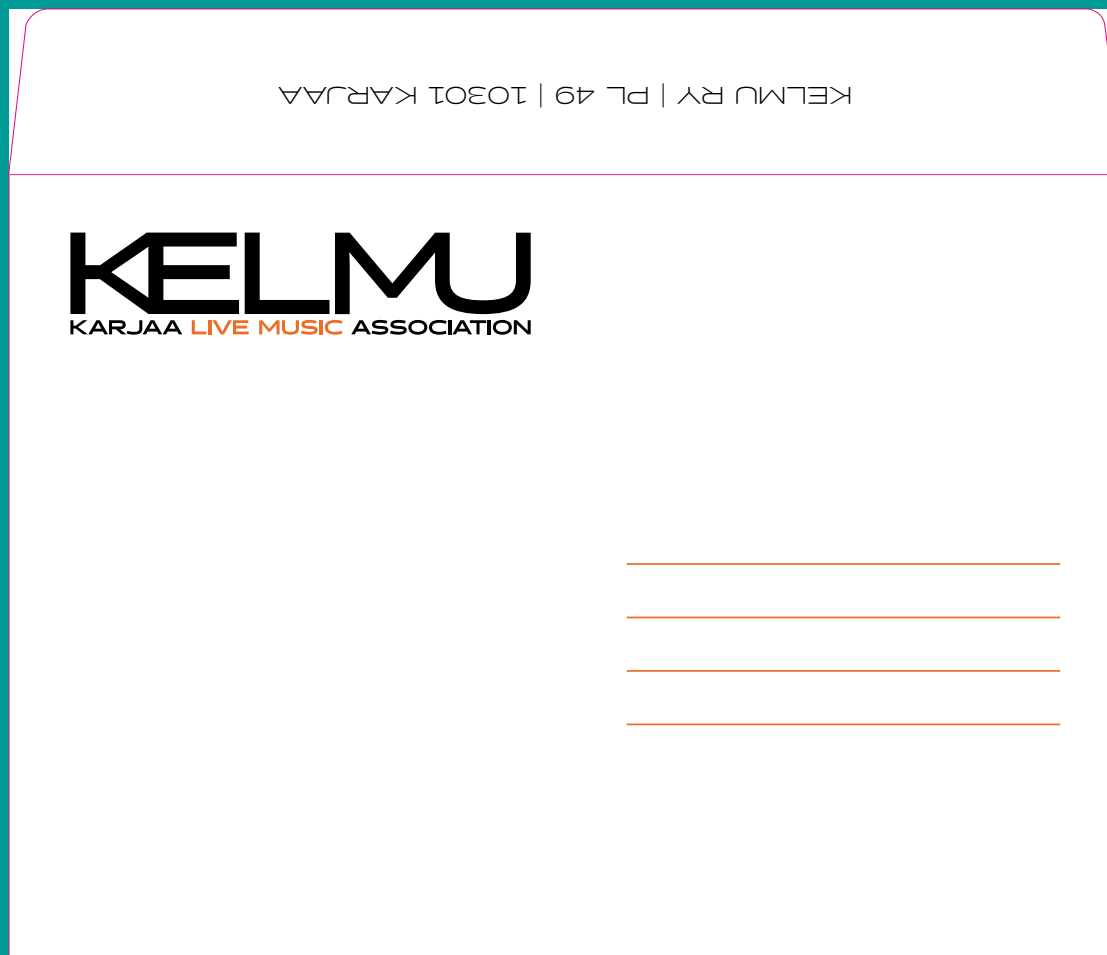 KELMU RY | PL 49 | 10301 KARJAA
KELMU
KARJAA LIVE MUSIC ASSOCIATION